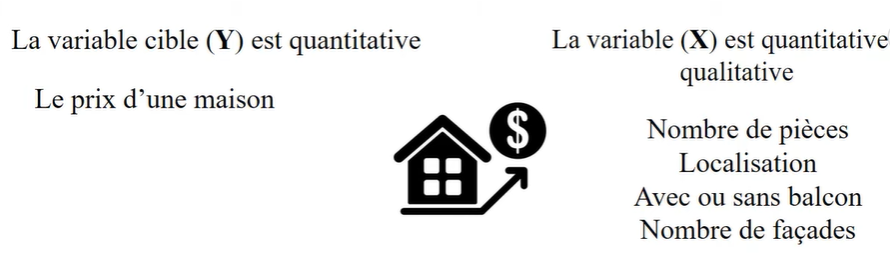 La variable cible (Y) est quantitative
Le prix d’une maison
$
La variable (X) est quantitative
qualitative
Nombre de pièces
Localisation
Avec ou sans balcon
Nombre de façades